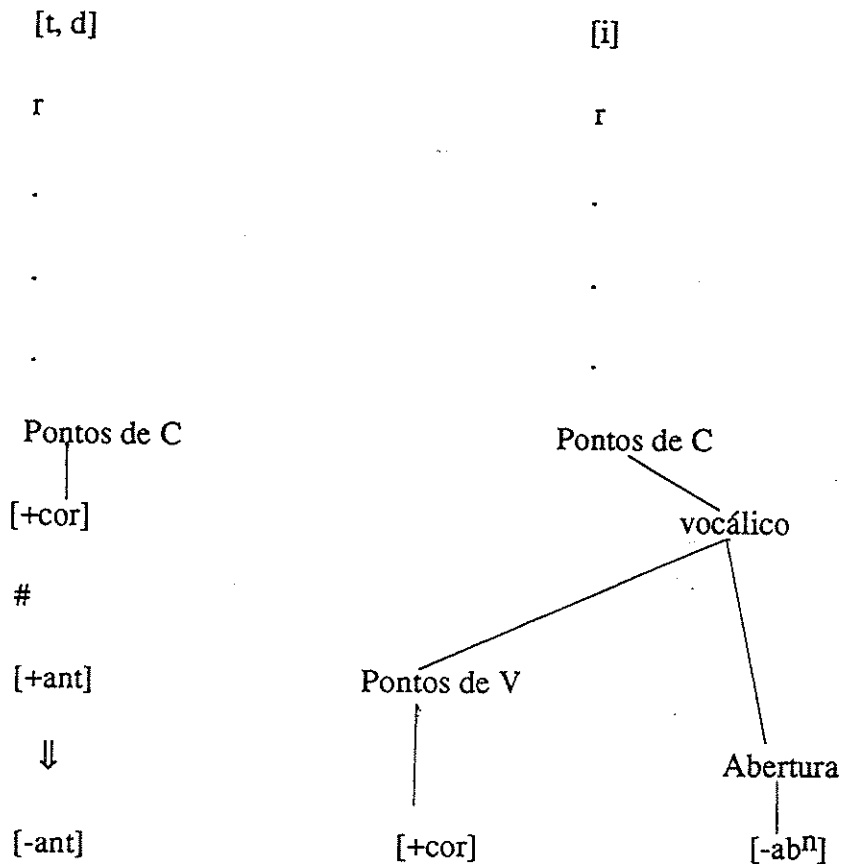 [t, d] [i]
r r
. .
. .
. .
Pontos de C Pontos de C
[+cor] vocálico
#
[+ant] Pontos de V
⇓ Abertura
[-ant] [+cor] [-abⁿ]